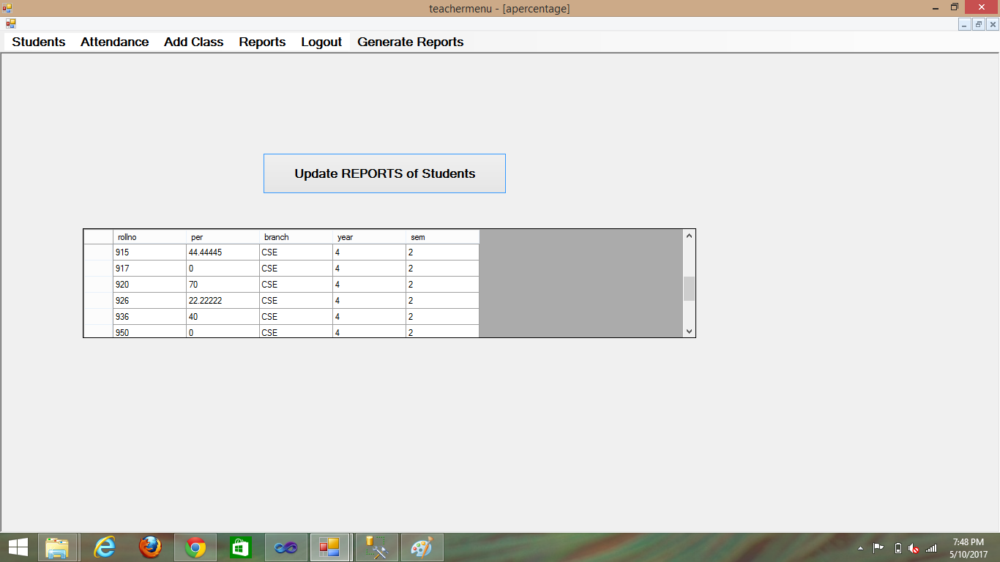 teachermenu - [apercentage]
Students Attendance Add Class Reports Logout Generate Reports
Update REPORTS of Students
rollno per branch year sem
915 44.44445 CSE 4 2
917 0 CSE 4 2
920 70 CSE 4 2
926 22.22222 CSE 4 2
936 40 CSE 4 2
950 0 CSE 4 2
7:48 PM
5/10/2017